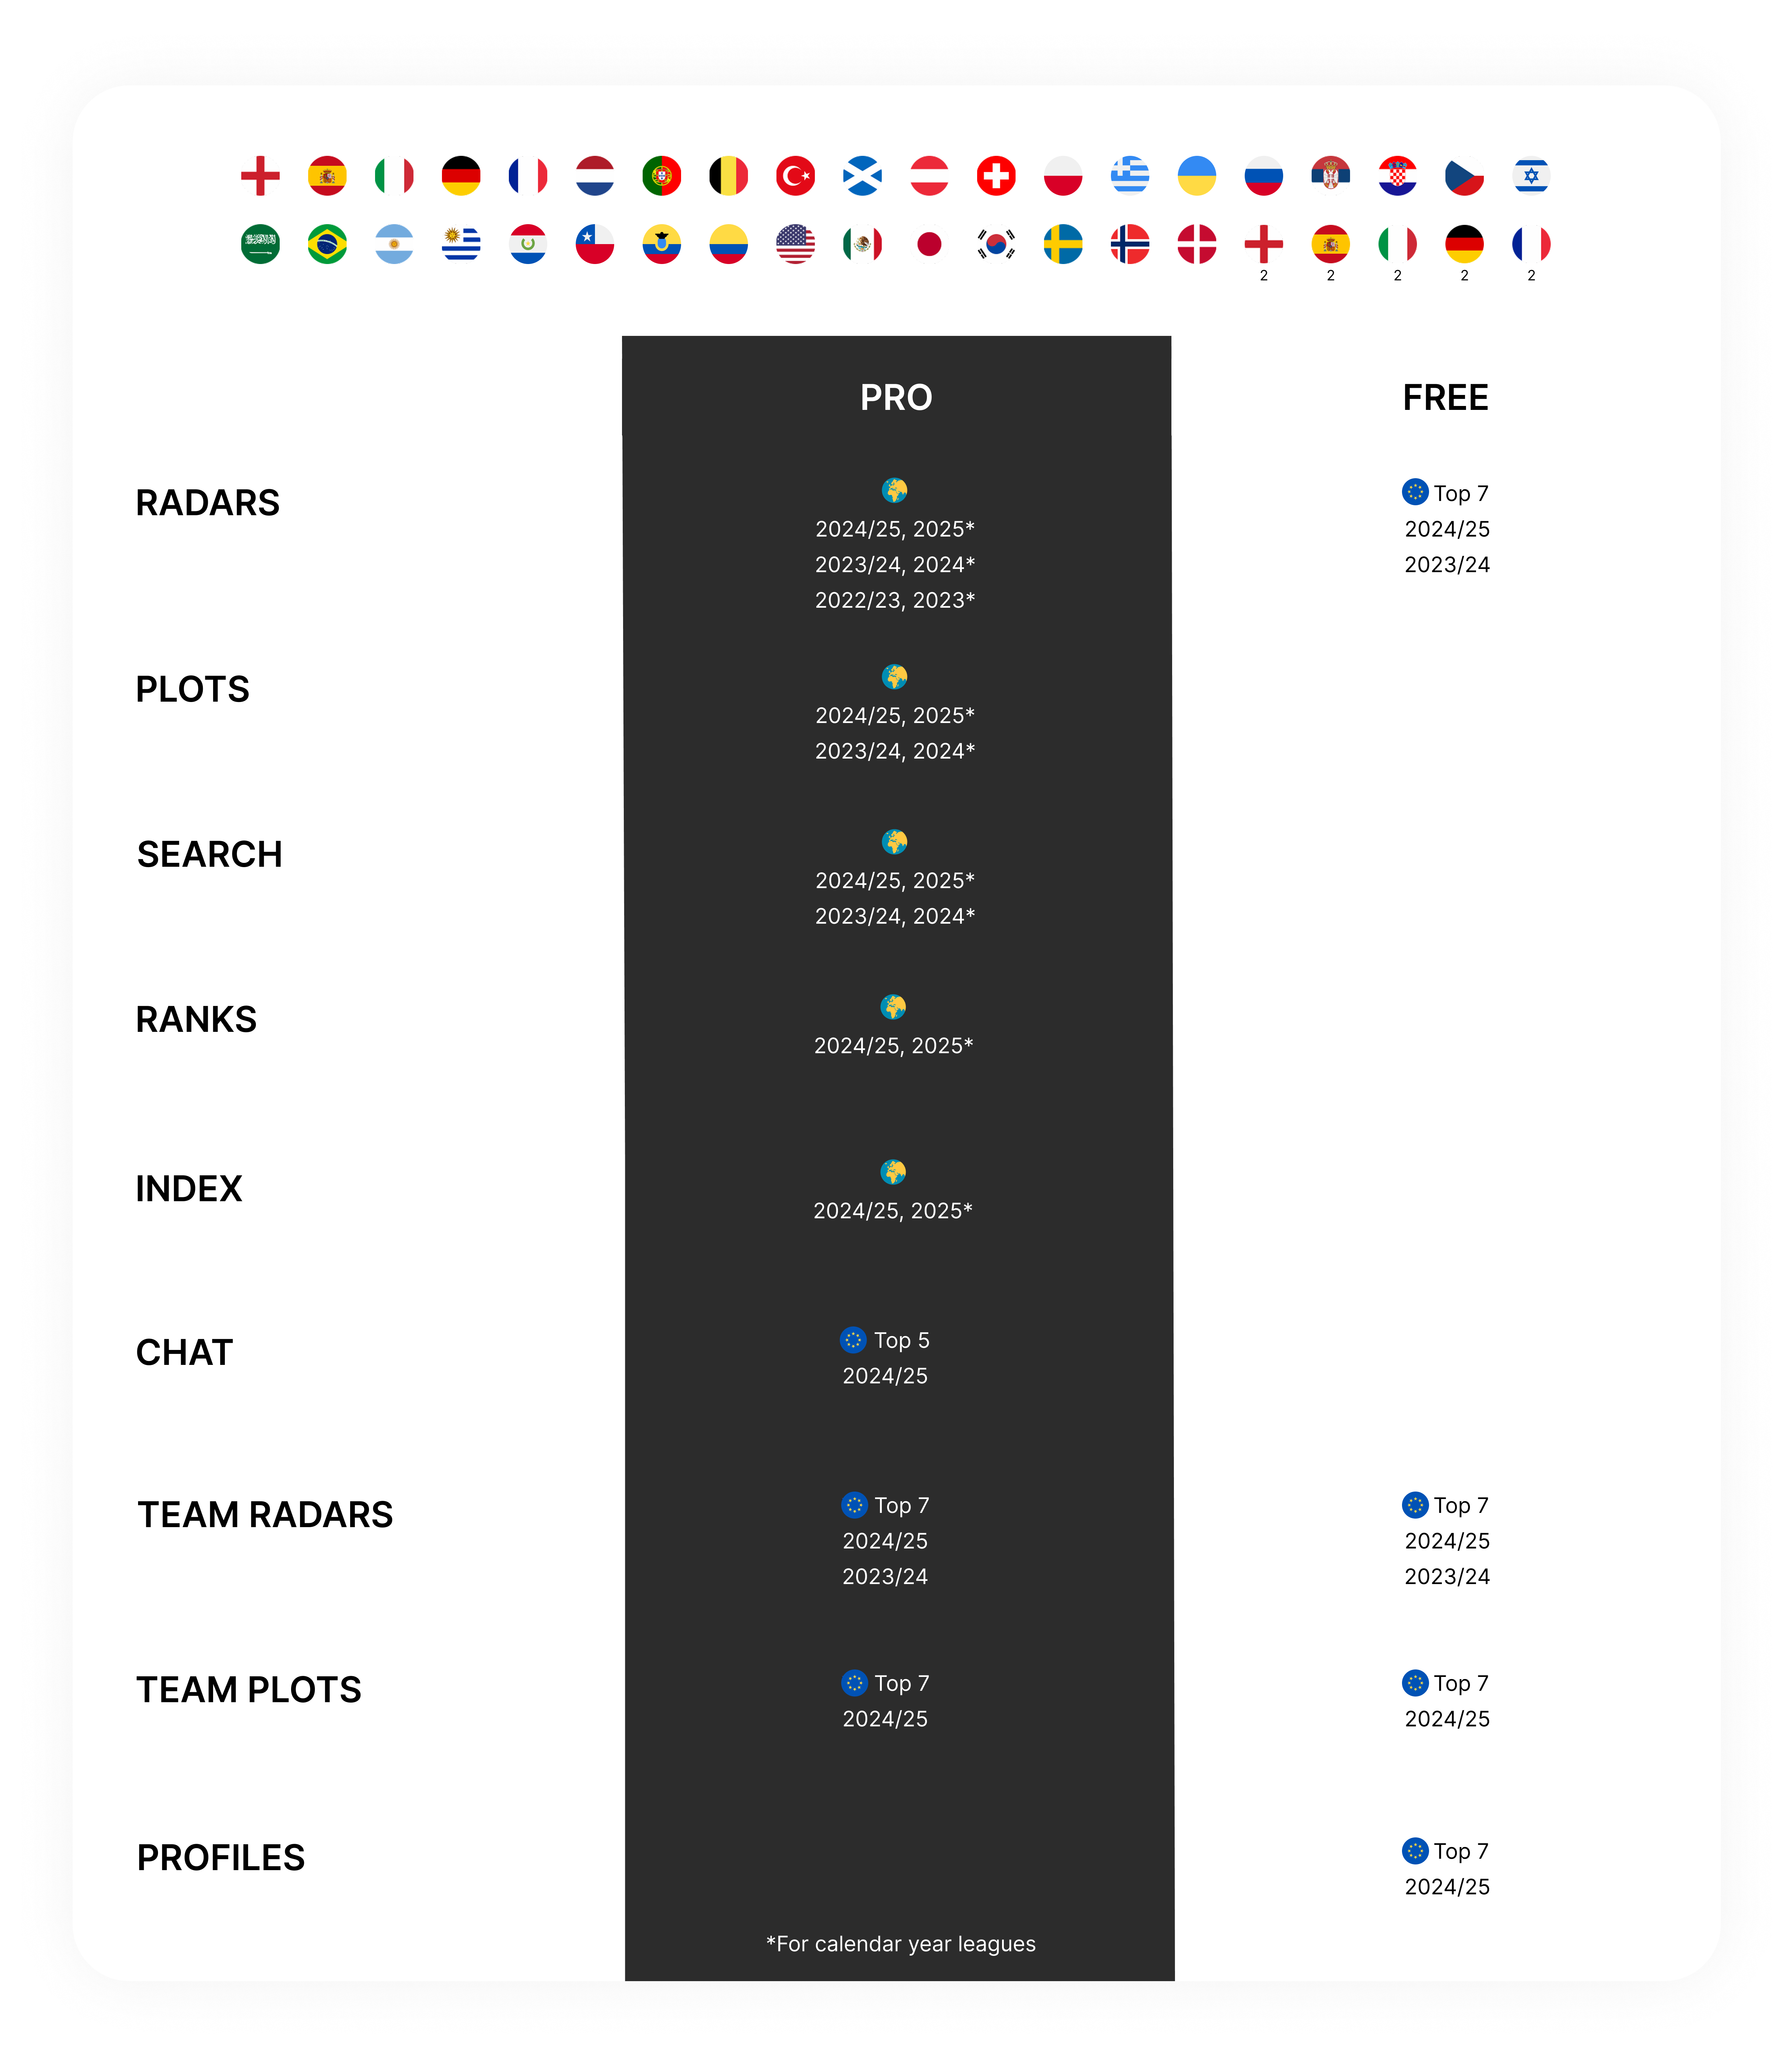 2 2 2 2 2
PRO FREE
RADARS
Top 7
2024/25, 2025* 2024/25
2023/24, 2024* 2023/24
2022/23, 2023*
PLOTS
2024/25, 2025*
2023/24, 2024*
SEARCH
2024/25, 2025*
2023/24, 2024*
RANKS
2024/25, 2025*
INDEX
2024/25, 2025*
CHAT
Top 5
2024/25
TEAM RADARS
Top 7 Top 7
2024/25 2024/25
2023/24 2023/24
TEAM PLOTS
Top 7 Top 7
2024/25 2024/25
PROFILES
Top 7
2024/25
*For calendar year leagues